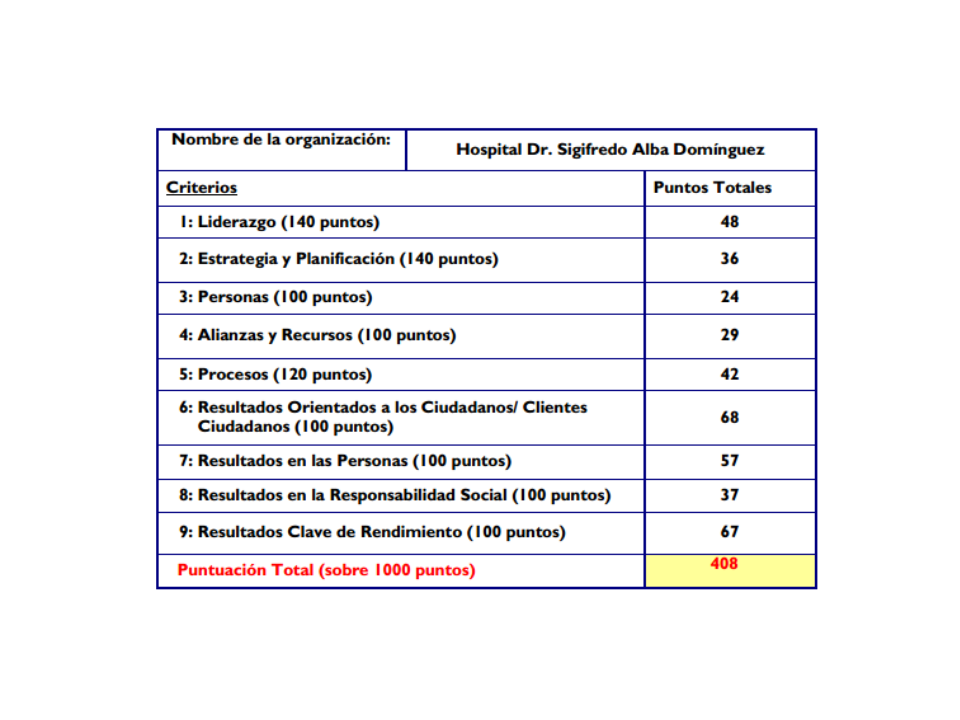 Nombre de la organización:
Hospital Dr. Sigifredo Alba Domínguez
Criterios
Puntos Totales
1: Liderazgo (140 puntos)
48
2: Estrategia y Planificación (140 puntos)
36
3: Personas (100 puntos)
24
4: Alianzas y Recursos (100 puntos)
29
5: Procesos (120 puntos)
42
6: Resultados Orientados a los Ciudadanos/ Clientes
Ciudadanos (100 puntos)
68
7: Resultados en las Personas (100 puntos)
57
8: Resultados en la Responsabilidad Social (100 puntos)
37
9: Resultados Clave de Rendimiento (100 puntos)
67
Puntuación Total (sobre 1000 puntos)
408